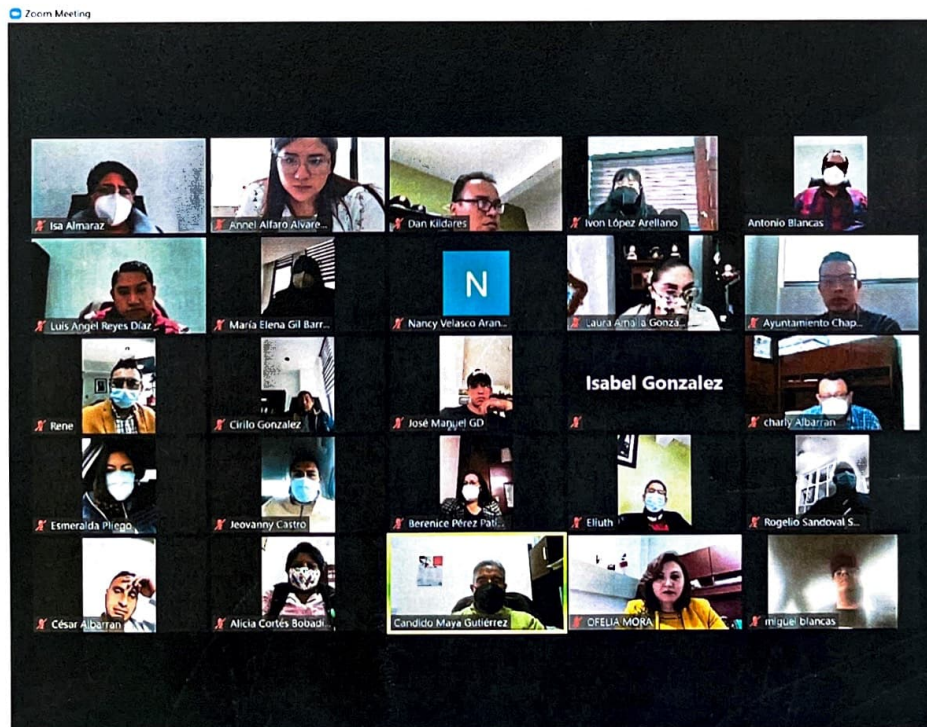 Zoom Meeting
Isa Almaraz
Annel Alfaro Alvare...
Dan Kildares
Ivon López Arellano
Antonio Blancas
Luis Angel Reyes Díaz
María Elena Gil Barr...
N
Nancy Velasco Aran...
Laura Amalia Gonzá...
Ayuntamiento Chap...
Rene
Cirilo Gonzalez
José Manuel GD
Isabel Gonzalez
charly Albarran
Esmeralda Pliego
Jeovanny Castro
Berenice Pérez Pati...
Eliuth
Rogelio Sandoval S...
César Albarran
Alicia Cortés Bobadi...
Candido Maya Gutiérrez
OFELIA MORA
miguel blancas